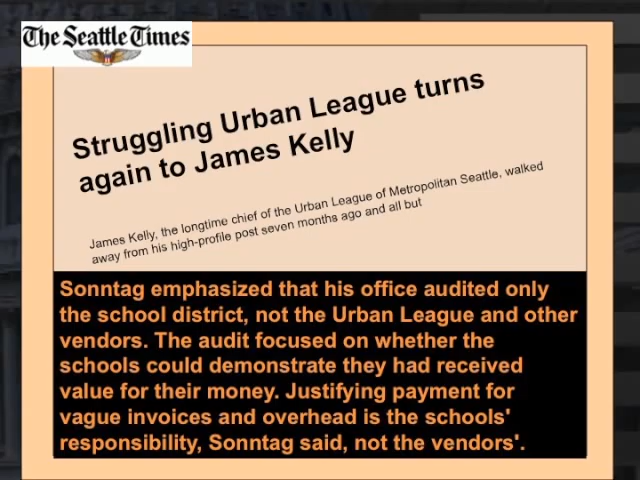 The Seattle Times
Struggling Urban League turns
again to James Kelly
James Kelly, the longtime chief of the Urban League of Metropolitan Seattle, walked
away from his high-profile post seven months ago and all but
Sonntag emphasized that his office audited only
the school district, not the Urban League and other
vendors. The audit focused on whether the
schools could demonstrate they had received
value for their money. Justifying payment for
vague invoices and overhead is the schools'
responsibility, Sonntag said, not the vendors'.